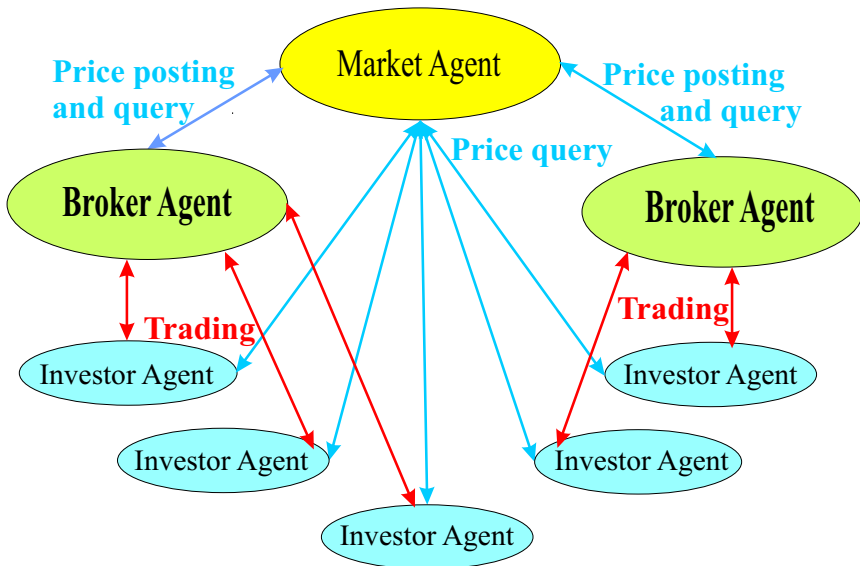 Market Agent
Price posting
and query
Price posting
and query
Price query
Broker Agent
Broker Agent
Trading
Trading
Investor Agent
Investor Agent
Investor Agent
Investor Agent
Investor Agent